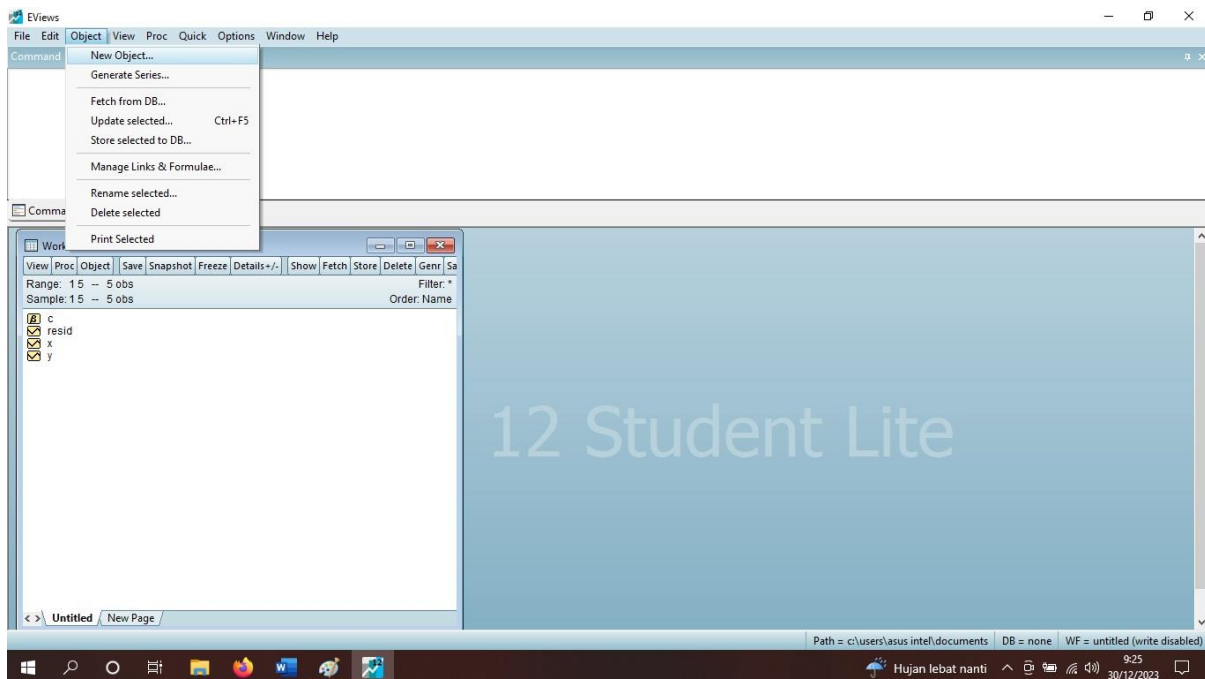 EViews
File Edit Object View Proc Quick Options Window Help
Command
New Object...
Generate Series...
Fetch from DB...
Update selected... Ctrl+F5
Store selected to DB...
Manage Links & Formulae...
Rename selected...
Delete selected
Print Selected
Comma
Work
View Proc Object Save Snapshot Freeze Details+/- Show Fetch Store Delete Genr Sa
Range: 1 5 -- 5 obs Filter: *
Sample: 1 5 -- 5 obs Order: Name
β c
resid
x
y
12 Student Lite
< > Untitled New Page
Path = c:\users\asus intel\documents DB = none WF = untitled (write disabled)
Hujan lebat nanti 9:25
30/12/2023